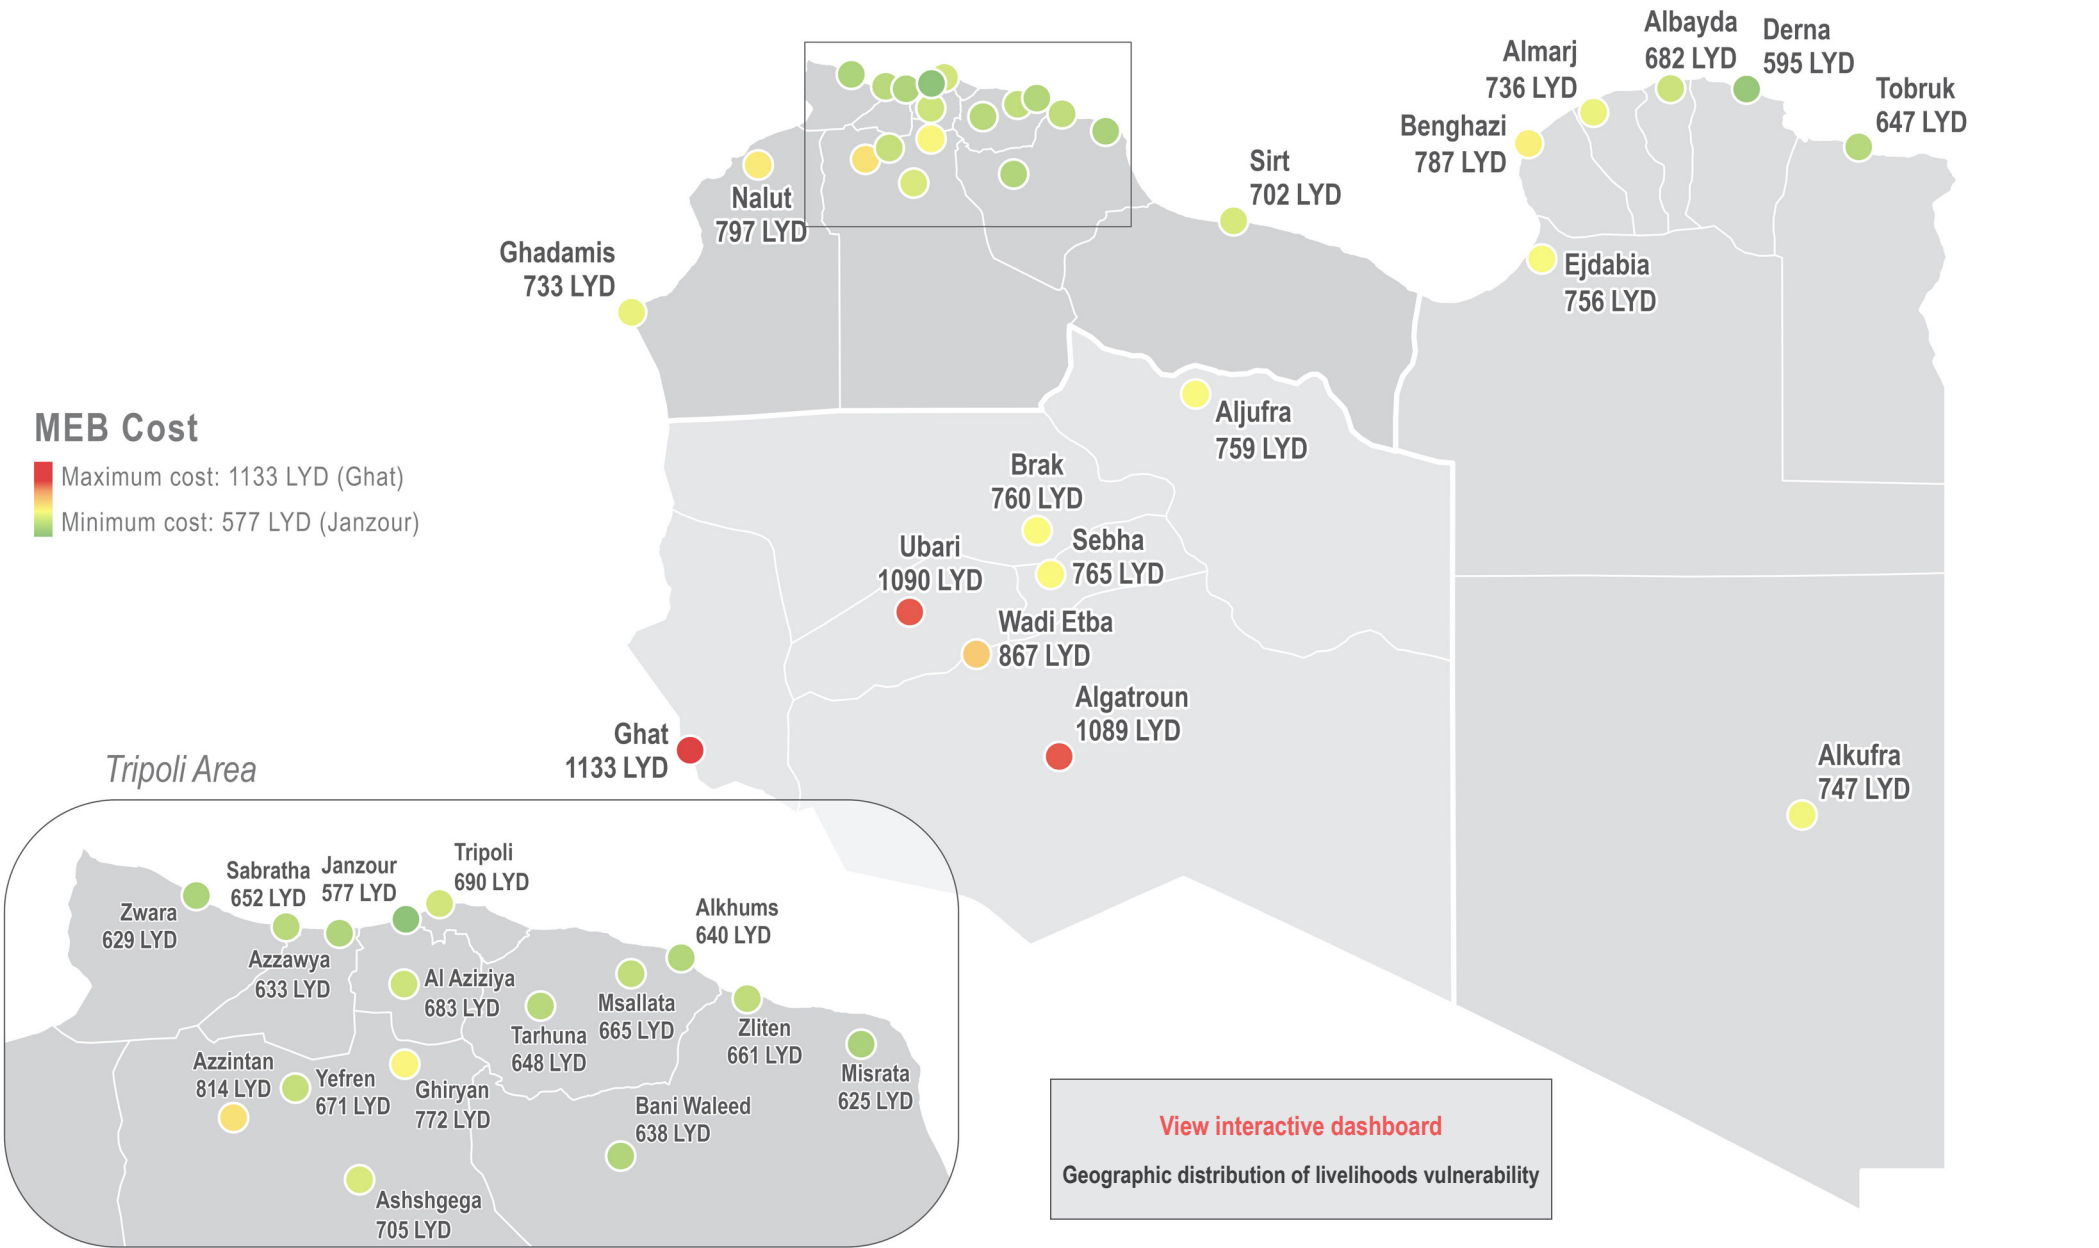 Albayda
682 LYD
Derna
595 LYD
Almarj
736 LYD
Tobruk
647 LYD
Benghazi
787 LYD
Sirt
702 LYD
Nalut
797 LYD
Ghadamis
733 LYD
Ejdabia
756 LYD
MEB Cost
Maximum cost: 1133 LYD (Ghat)
Minimum cost: 577 LYD (Janzour)
Aljufra
759 LYD
Brak
760 LYD
Sebha
765 LYD
Ubari
1090 LYD
Wadi Etba
867 LYD
Algatroun
1089 LYD
Ghat
1133 LYD
Alkufra
747 LYD
Tripoli Area
Tripoli
690 LYD
Sabratha
652 LYD
Janzour
577 LYD
Zwara
629 LYD
Alkhums
640 LYD
Azzawya
633 LYD
Al Aziziya
683 LYD
Msallata
665 LYD
Tarhuna
648 LYD
Zliten
661 LYD
Misrata
625 LYD
Azzintan
814 LYD
Yefren
671 LYD
Ghiryan
772 LYD
Bani Waleed
638 LYD
Ashshgega
705 LYD
View interactive dashboard
Geographic distribution of livelihoods vulnerability